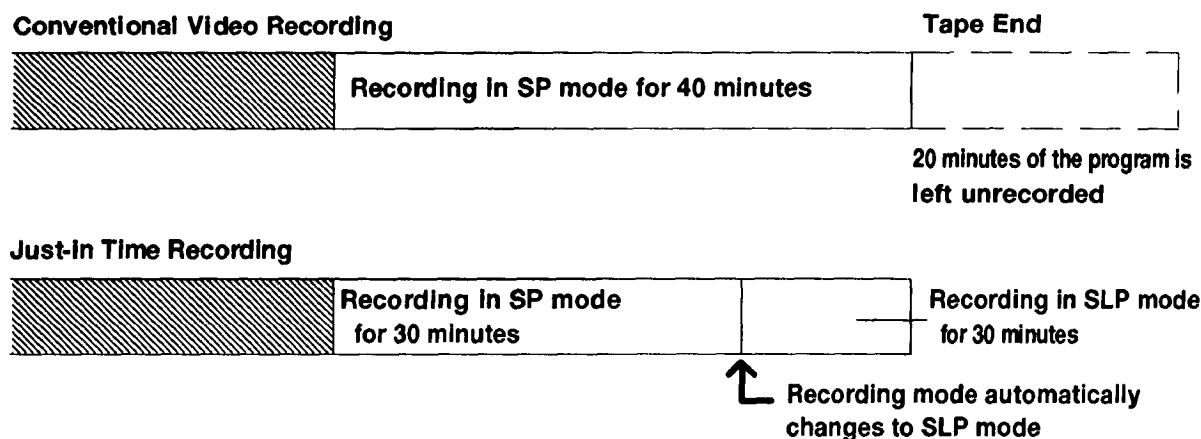 Conventional Video Recording
Tape End
Recording in SP mode for 40 minutes
20 minutes of the program is
left unrecorded
Just-in Time Recording
Recording in SP mode
for 30 minutes
Recording in SLP mode
for 30 minutes
Recording mode automatically
changes to SLP mode